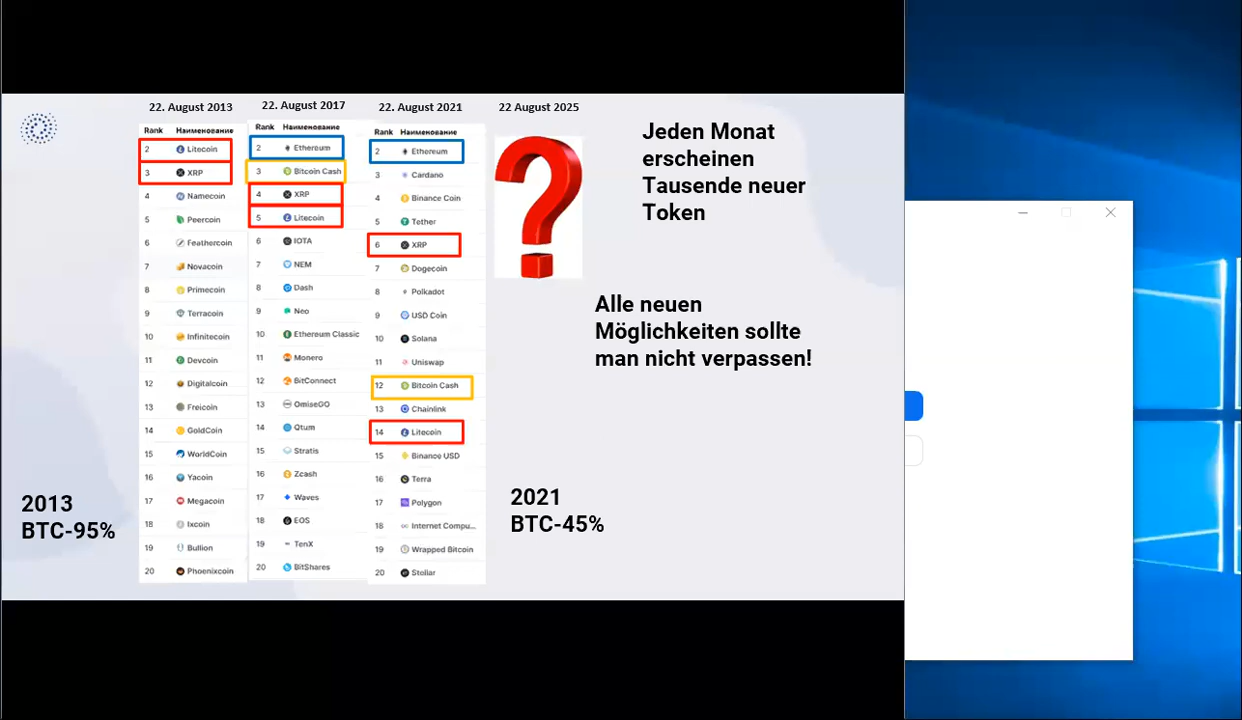 22. August 2013
Rank Наименование
2 Litecoin
3 XRP
4 Namecoin
5 Peercoin
6 Feathercoin
7 Novacoin
8 Primecoin
9 Terracoin
10 Infinitecoin
11 Devcoin
12 Digitalcoin
13 Freicoin
14 GoldCoin
15 WorldCoin
16 Yacoin
17 Megacoin
18 Ixcoin
19 Bullion
20 Phoenixcoin
22. August 2017
Rank Наименование
2 Ethereum
3 Bitcoin Cash
4 XRP
5 Litecoin
6 IOTA
7 NEM
8 Dash
9 Neo
10 Ethereum Classic
11 Monero
12 BitConnect
13 OmiseGO
14 Qtum
15 Stratis
16 Zcash
17 Waves
18 EOS
19 TenX
20 BitShares
22. August 2021
Rank Наименование
2 Ethereum
3 Cardano
4 Binance Coin
5 Tether
6 XRP
7 Dogecoin
8 Polkadot
9 USD Coin
10 Solana
11 Uniswap
12 Bitcoin Cash
13 Chainlink
14 Litecoin
15 Binance USD
16 Terra
17 Polygon
18 Internet Compu...
19 Wrapped Bitcoin
20 Stellar
22 August 2025
?
Jeden Monat
erscheinen
Tausende neuer
Token
Alle neuen
Möglichkeiten sollte
man nicht verpassen!
2013
BTC-95%
2021
BTC-45%